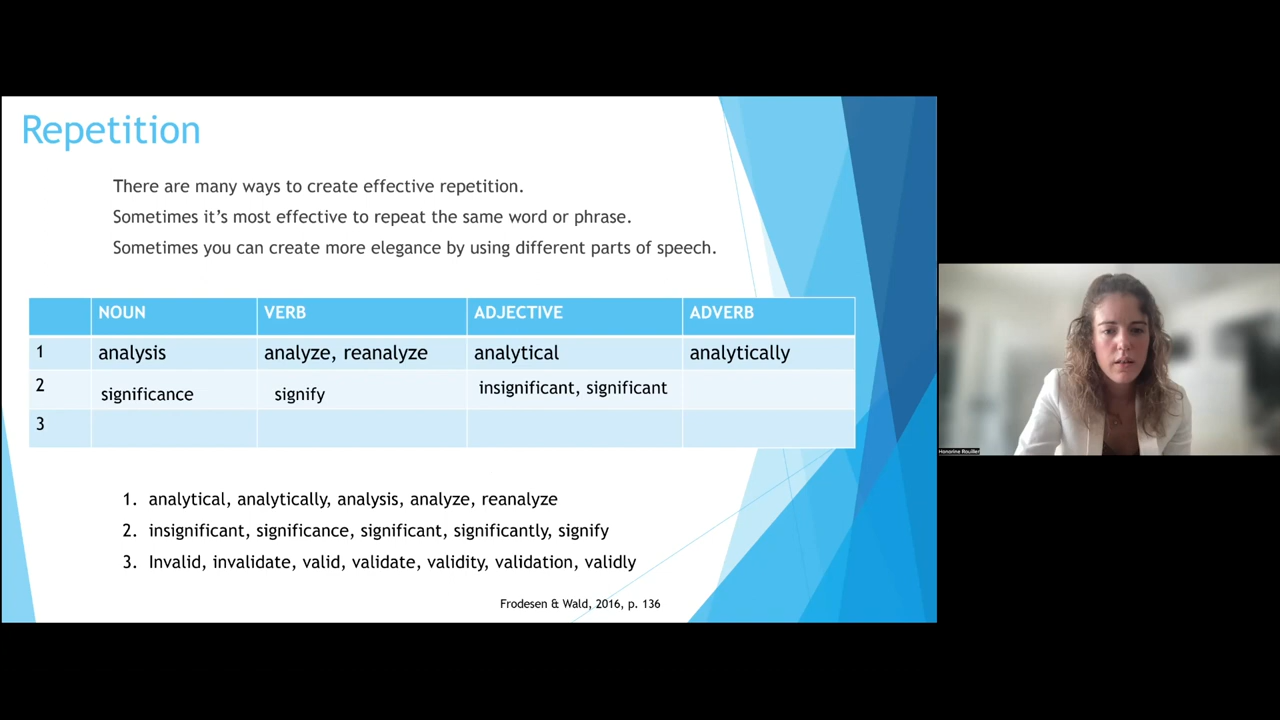 Repetition
There are many ways to create effective repetition.
Sometimes it's most effective to repeat the same word or phrase.
Sometimes you can create more elegance by using different parts of speech.
NOUN VERB ADJECTIVE ADVERB
1 analysis analyze, reanalyze analytical analytically
2 significance signify insignificant, significant
3
1. analytical, analytically, analysis, analyze, reanalyze
2. insignificant, significance, significant, significantly, signify
3. Invalid, invalidate, valid, validate, validity, validation, validly
Frodesen & Wald, 2016, p. 136
Honorine Rouiller